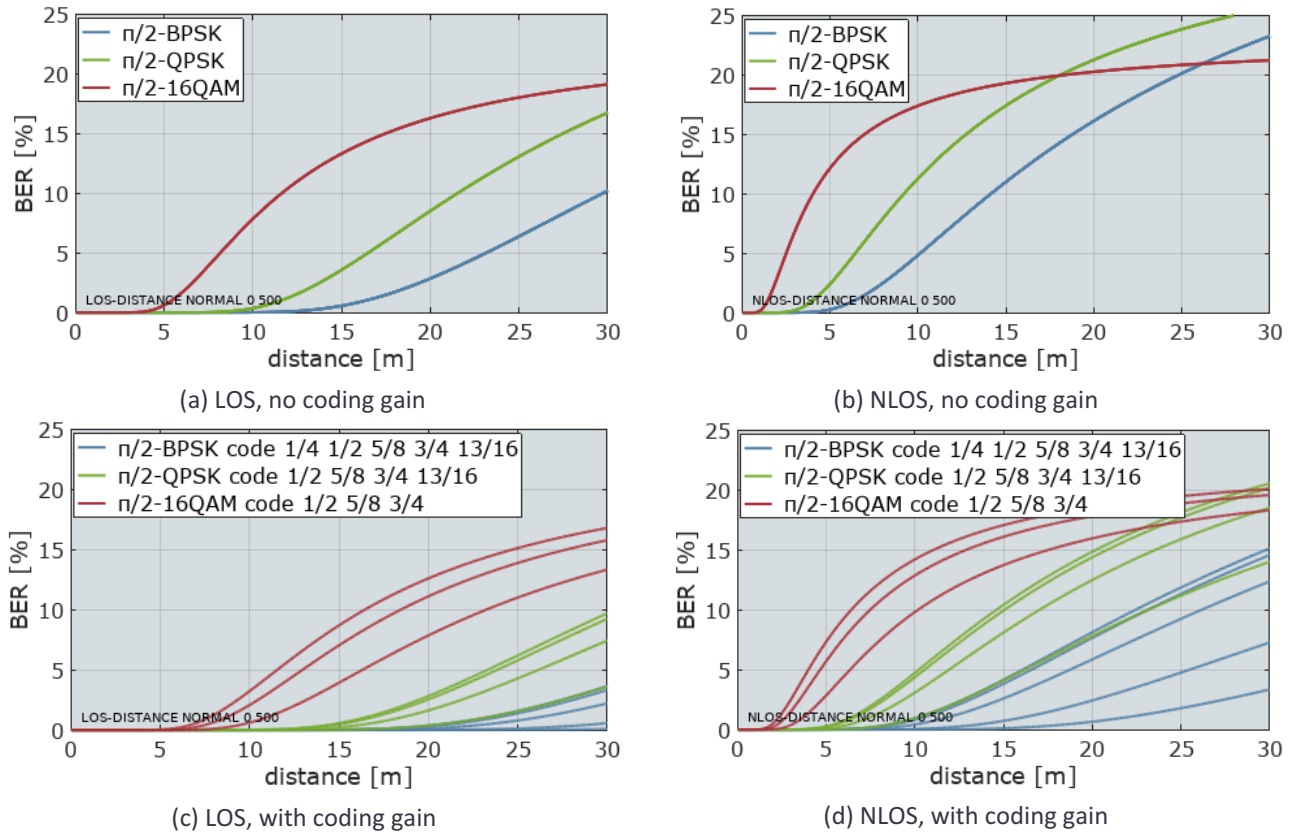 25
20
15
10
5
0
BER [%]
π/2-BPSK
π/2-QPSK
π/2-16QAM
LOS-DISTANCE NORMAL 0 500
0 5 10 15 20 25 30
distance [m]
(a) LOS, no coding gain
25
20
15
10
5
0
BER [%]
π/2-BPSK
π/2-QPSK
π/2-16QAM
NLOS-DISTANCE NORMAL 0 500
0 5 10 15 20 25 30
distance [m]
(b) NLOS, no coding gain
25
20
15
10
5
0
BER [%]
π/2-BPSK code 1/4 1/2 5/8 3/4 13/16
π/2-QPSK code 1/2 5/8 3/4 13/16
π/2-16QAM code 1/2 5/8 3/4
LOS-DISTANCE NORMAL 0 500
0 5 10 15 20 25 30
distance [m]
(c) LOS, with coding gain
25
20
15
10
5
0
BER [%]
π/2-BPSK code 1/4 1/2 5/8 3/4 13/16
π/2-QPSK code 1/2 5/8 3/4 13/16
π/2-16QAM code 1/2 5/8 3/4
NLOS-DISTANCE NORMAL 0 500
0 5 10 15 20 25 30
distance [m]
(d) NLOS, with coding gain